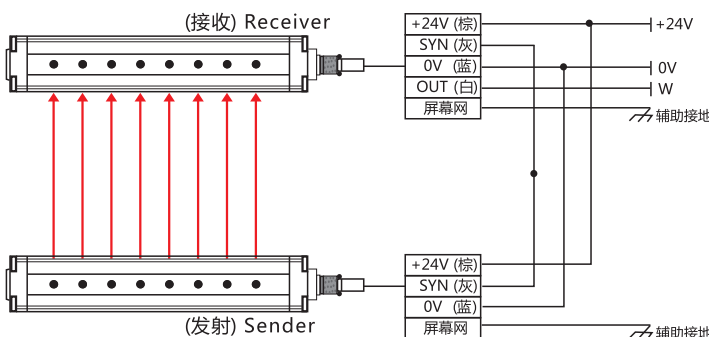 (接收) Receiver
+24V (棕)
SYN (灰)
0V (蓝)
OUT (白)
屏幕网
+24V
0V
W
辅助接地
(发射) Sender
+24V (棕)
SYN (灰)
0V (蓝)
屏幕网
辅助接地